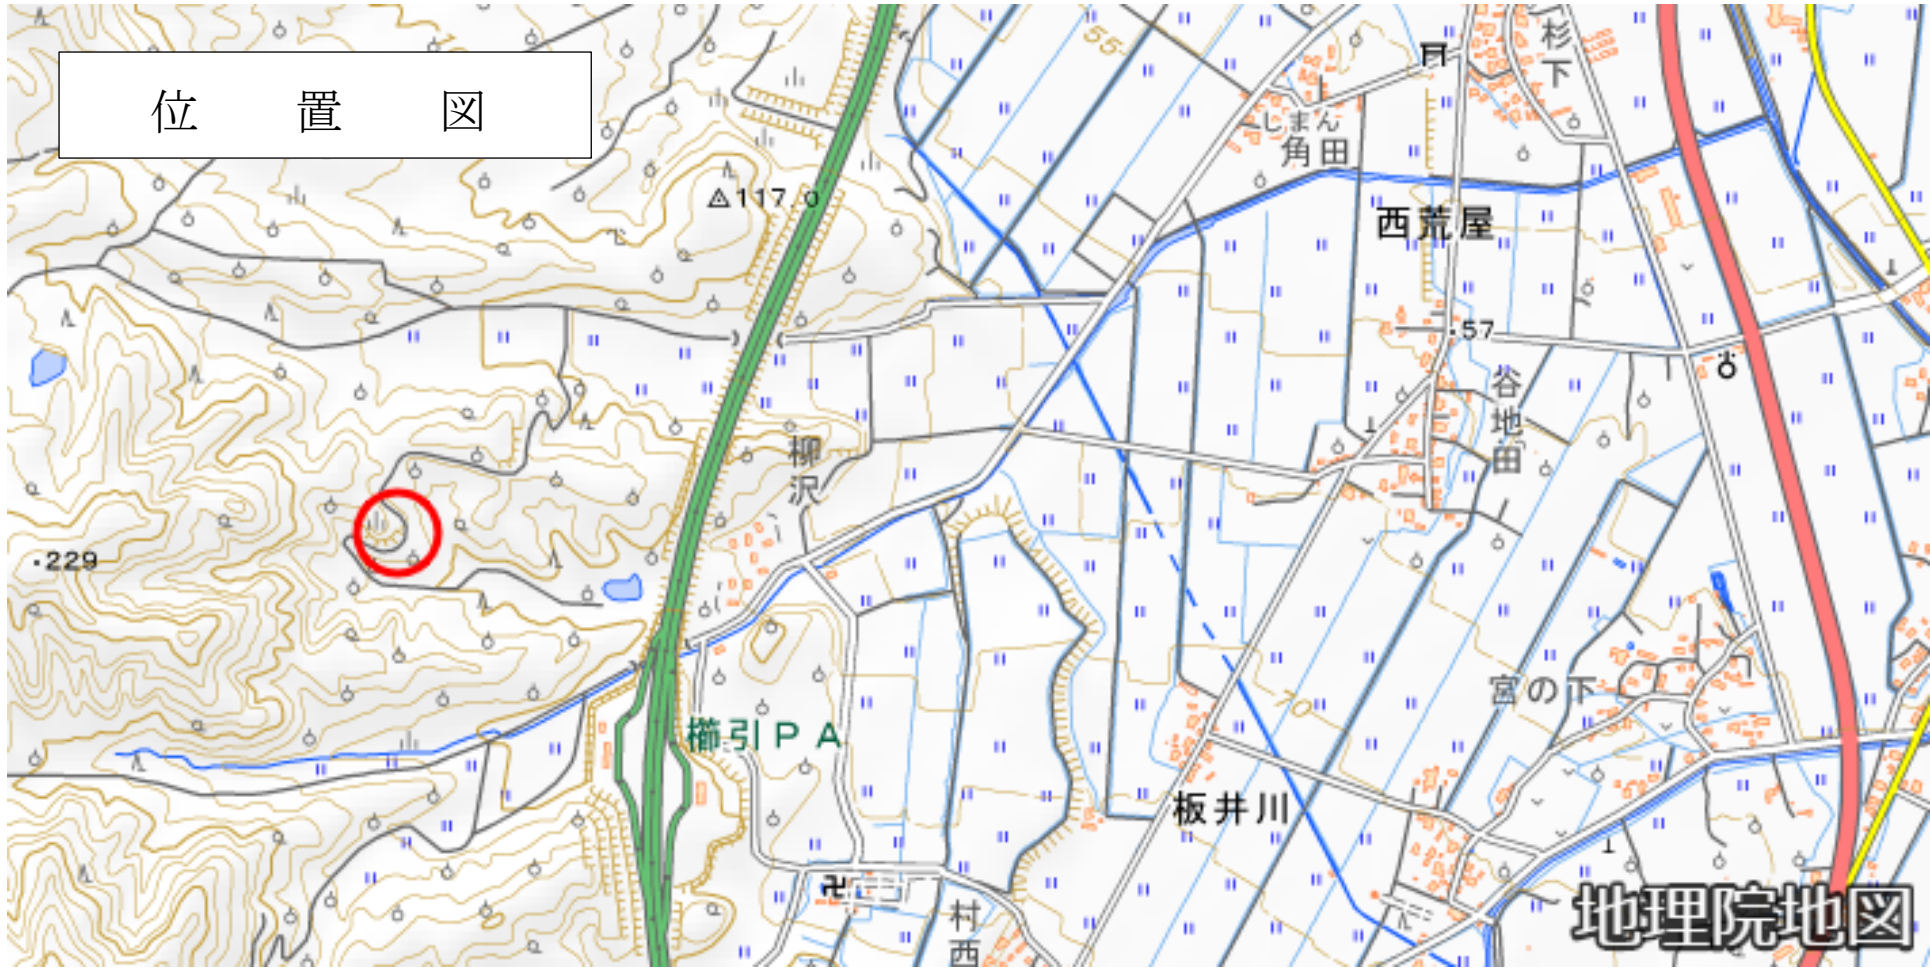 位置図
55
杉下
しまん
角田
117.0
西荒屋
57
谷地田
柳沢
229
櫛引PA
70
宮の下
板井川
村西
地理院地図